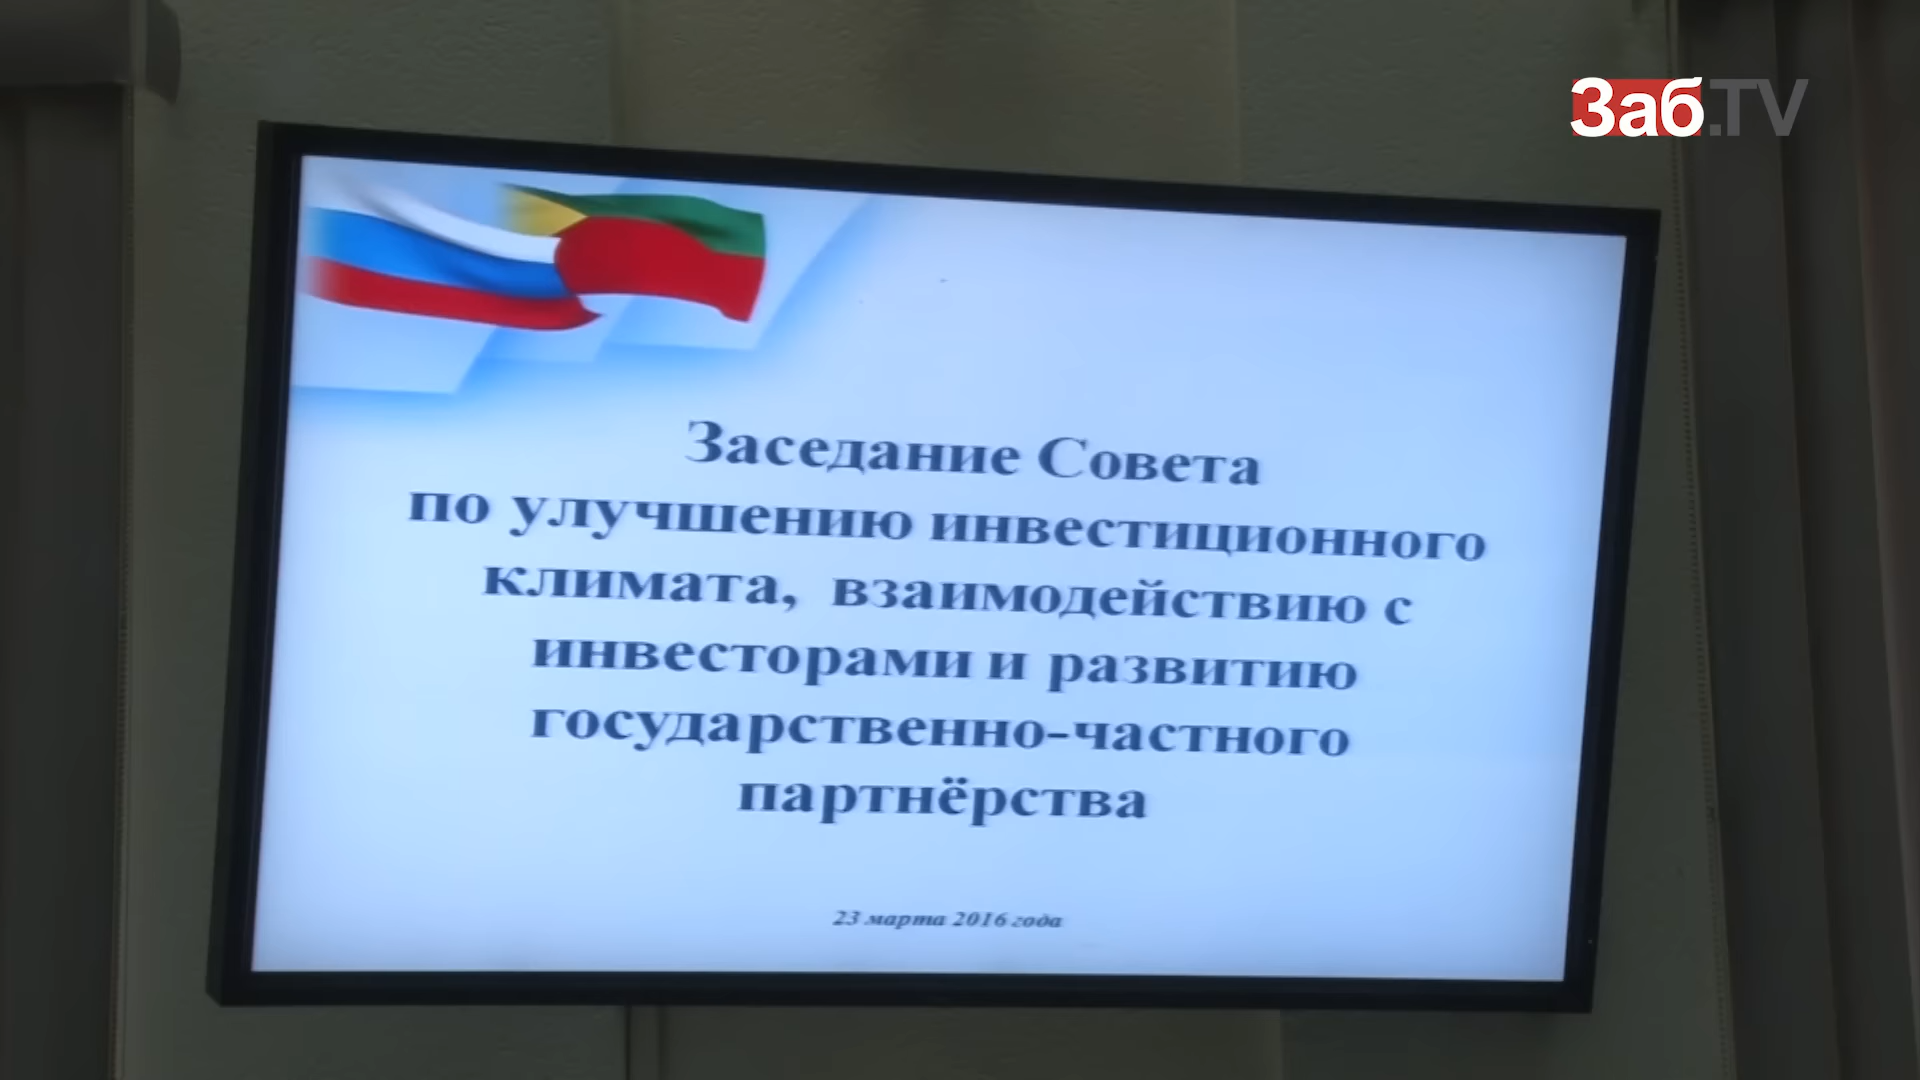 Заб.TV
Заседание Совета
по улучшению инвестиционного
климата, взаимодействию с
инвесторами и развитию
государственно-частного
партнёрства
23 марта 2016 года